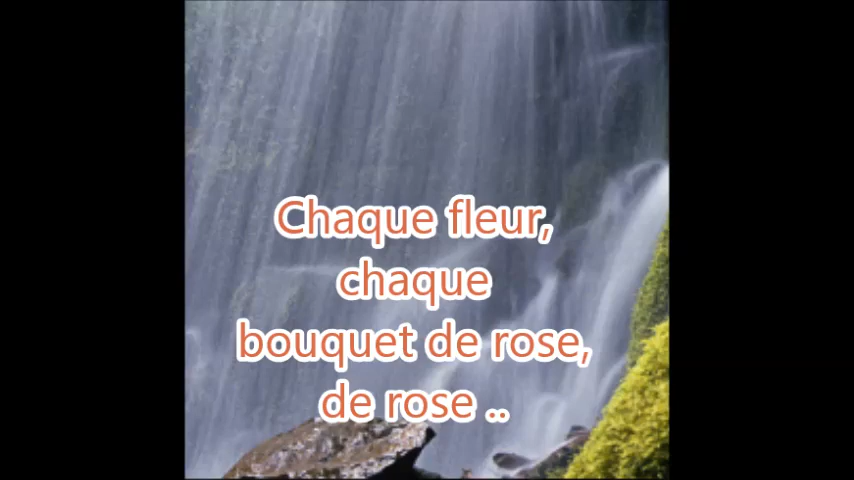 Chaque fleur,
chaque
bouquet de rose,
de rose ..